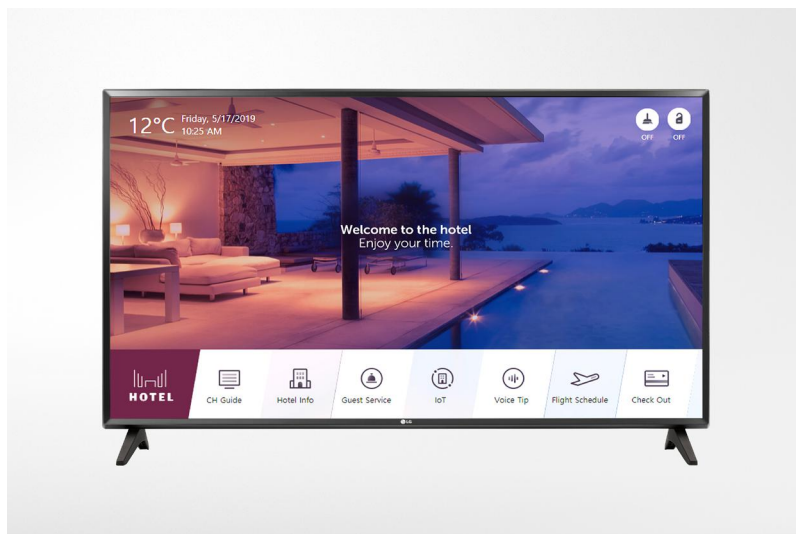 12°C
Friday, 5/17/2019
10:25 AM
OFF
OFF
Welcome to the hotel
Enjoy your time.
HOTEL
CH Guide
Hotel Info
Guest Service
IoT
Voice Tip
Flight Schedule
Check Out
LG